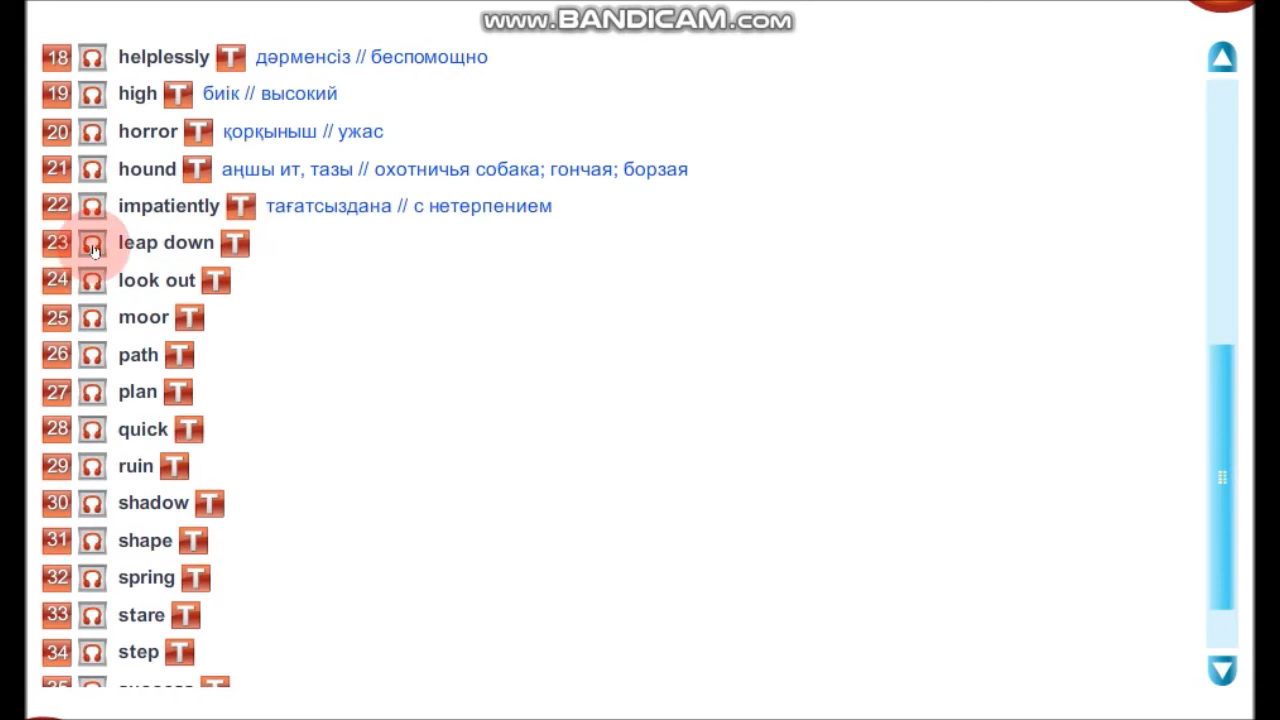 www.BANDICAM.com
18 helplessly T дәрменсіз // беспомощно
19 high T биік // высокий
20 horror T қорқыныш // ужас
21 hound T аңшы ит, тазы // охотничья собака; гончая; борзая
22 impatiently T тағатсыздана // с нетерпением
23 leap down T
24 look out T
25 moor T
26 path T
27 plan T
28 quick T
29 ruin T
30 shadow T
31 shape T
32 spring T
33 stare T
34 step T